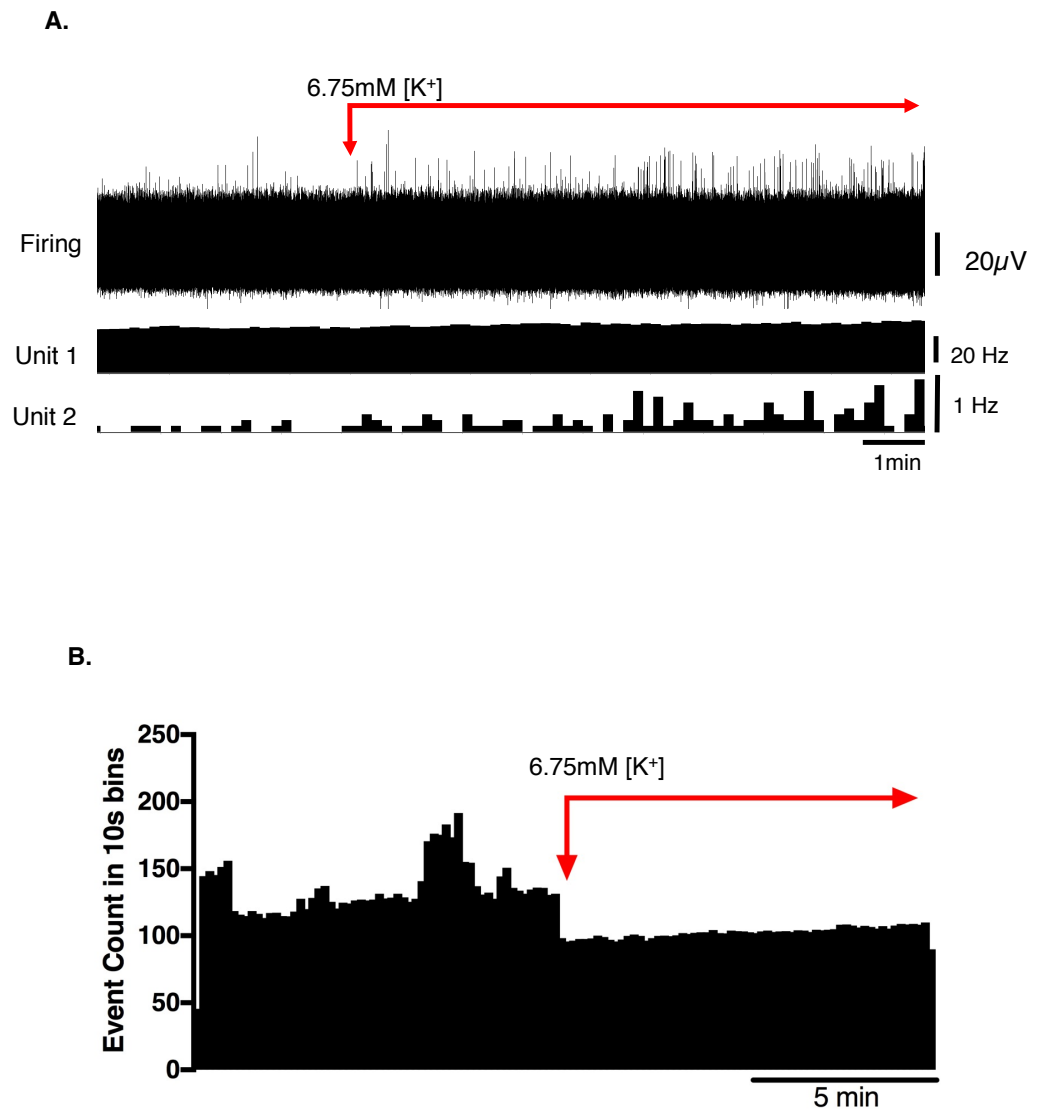 A.
6.75mM [K⁺]
Firing
20µV
Unit 1
20 Hz
Unit 2
1 Hz
1min
B.
Event Count in 10s bins
250
200
150
100
50
0
6.75mM [K⁺]
5 min